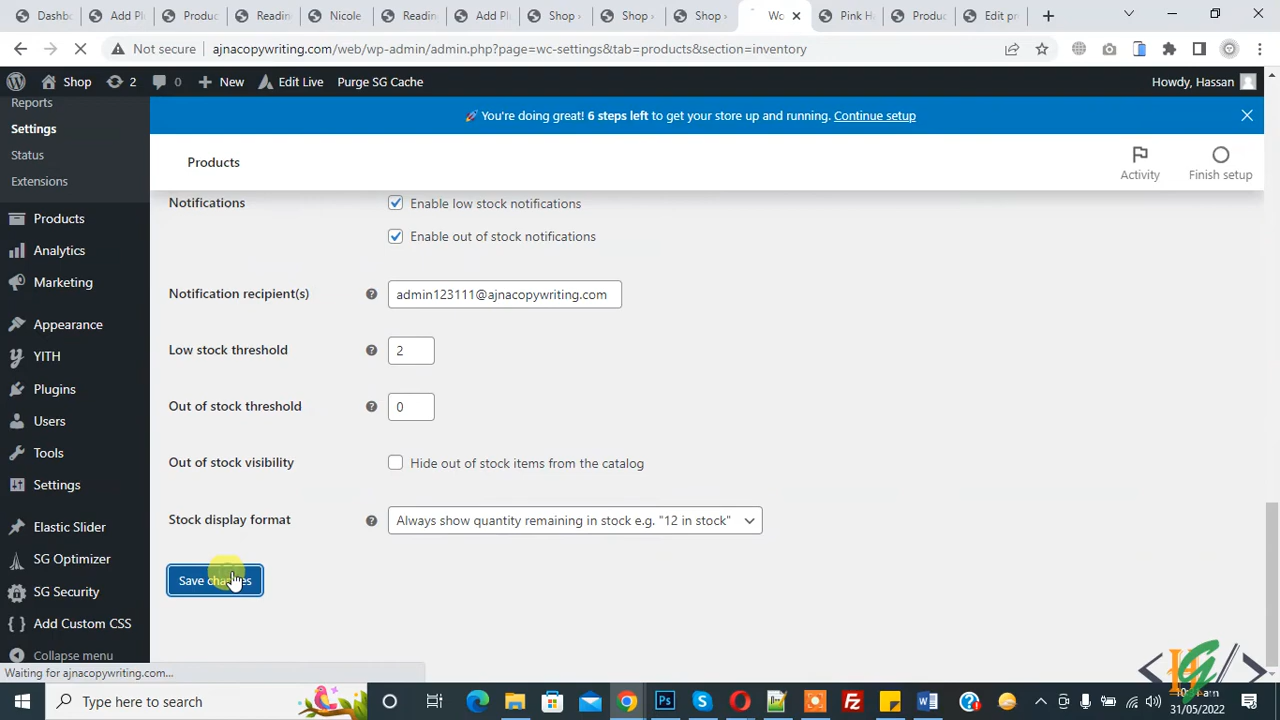 Dashbo
Add Pl
Produc
Readin
Nicole
Readin
Add Pl
Shop ›
Shop ›
Shop ›
Wo
Pink H
Produc
Edit pr
Not secure
ajnacopywriting.com/web/wp-admin/admin.php?page=wc-settings&tab=products&section=inventory
Shop
2
0
New
Edit Live
Purge SG Cache
Howdy, Hassan
Reports
Settings
Status
Extensions
Products
Analytics
Marketing
Appearance
YITH
Plugins
Users
Tools
Settings
Elastic Slider
SG Optimizer
SG Security
Add Custom CSS
Collapse menu
🚀 You're doing great! 6 steps left to get your store up and running. Continue setup
Products
Activity
Finish setup
Notifications
Enable low stock notifications
Enable out of stock notifications
Notification recipient(s)
admin123111@ajnacopywriting.com
Low stock threshold
2
Out of stock threshold
0
Out of stock visibility
Hide out of stock items from the catalog
Stock display format
Always show quantity remaining in stock e.g. "12 in stock"
Save changes
Waiting for ajnacopywriting.com...
Type here to search
31/05/2022